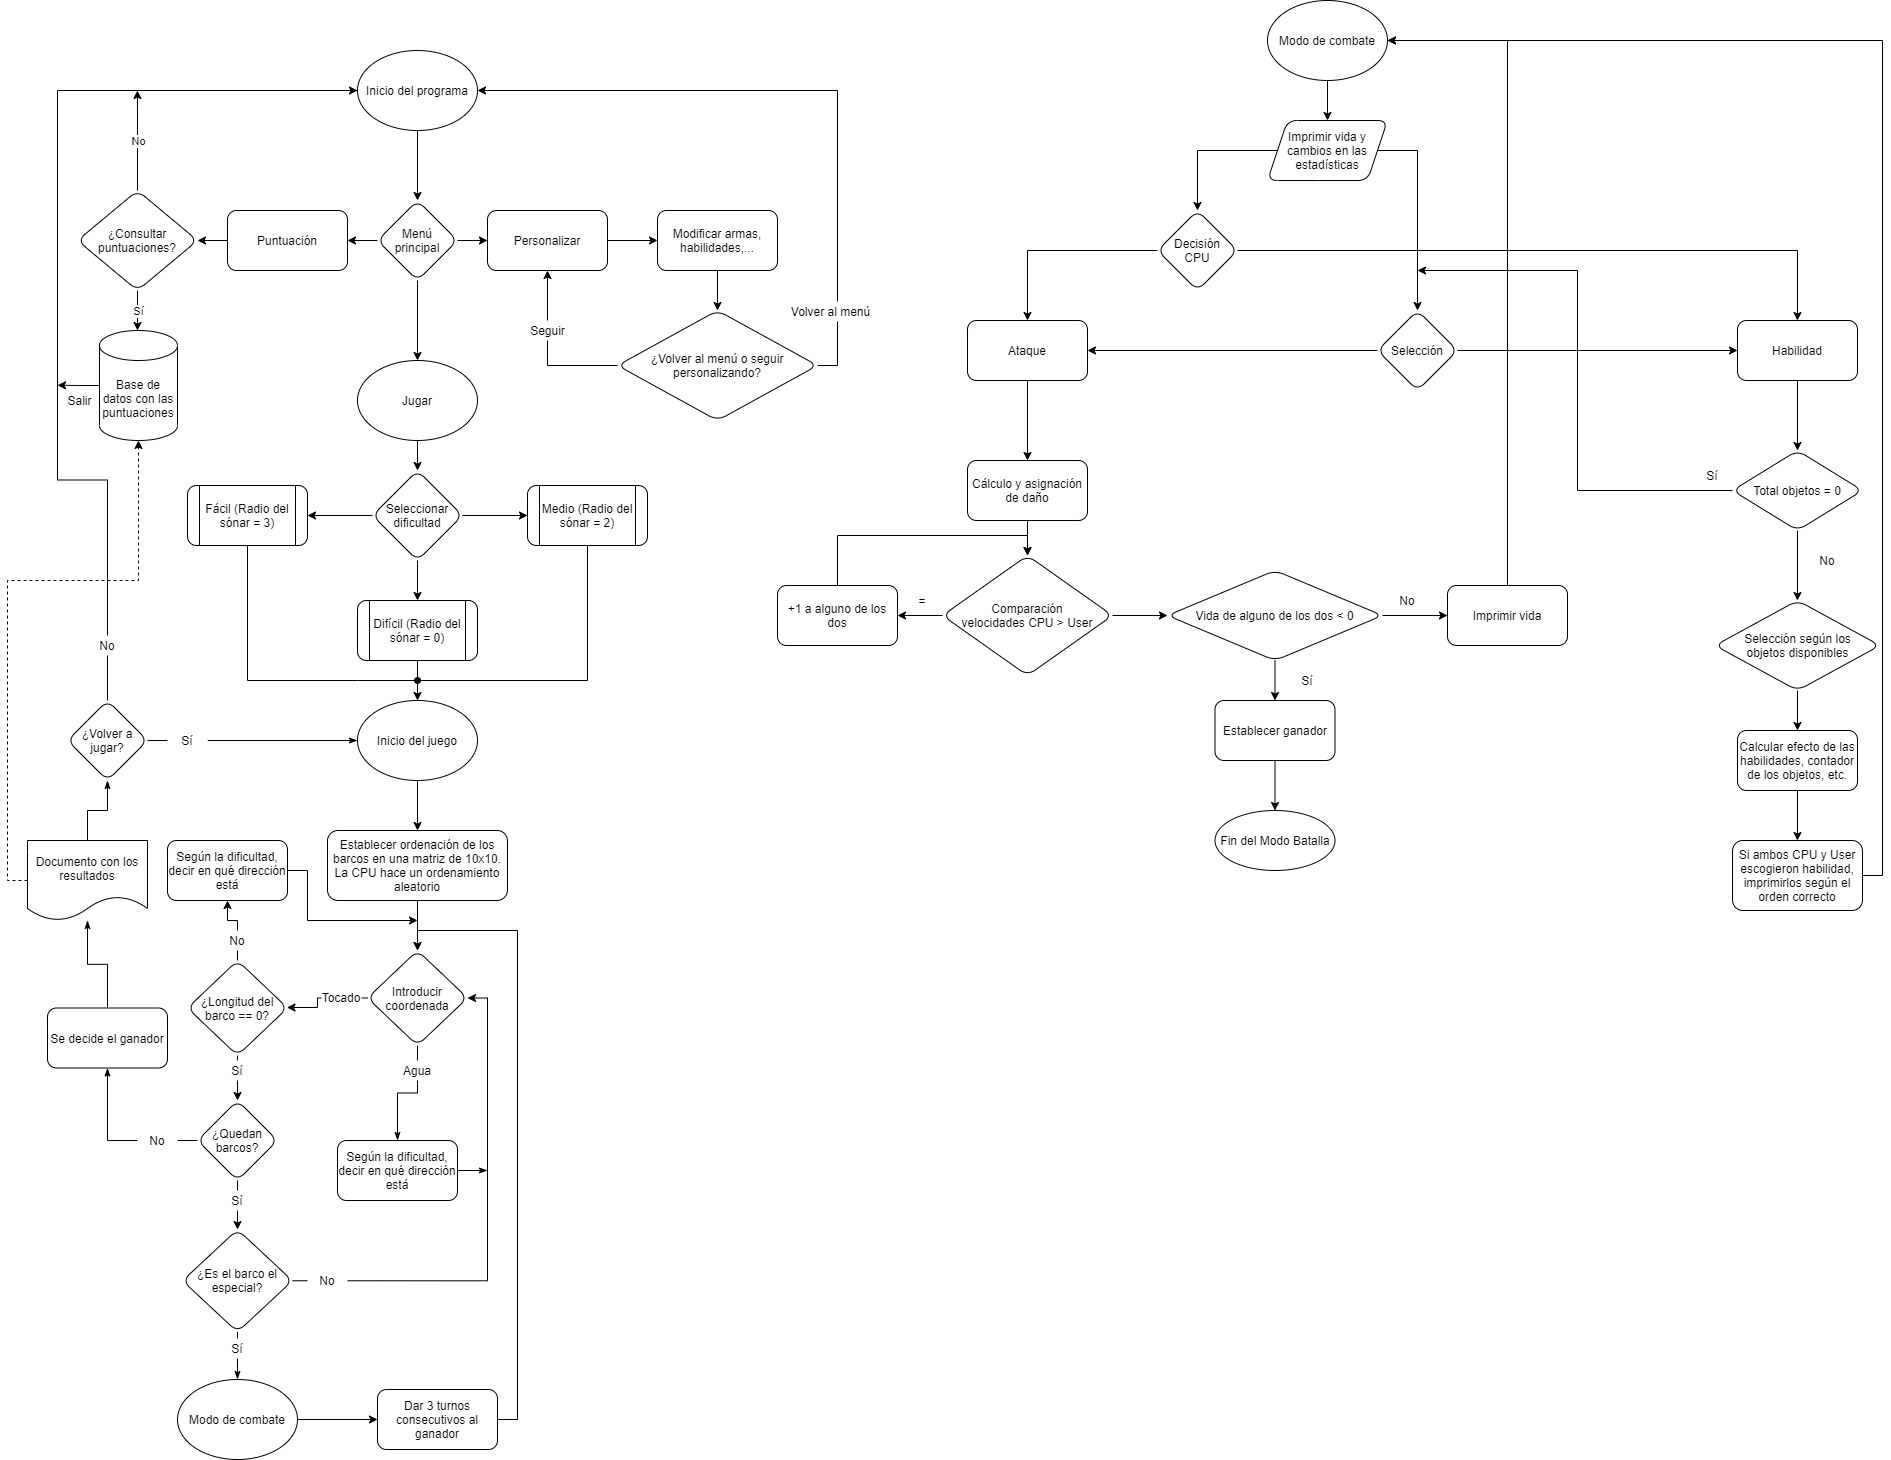 Modo de combate
Inicio del programa
Imprimir vida y
cambios en las
estadísticas
No
¿Consultar
puntuaciones?
Puntuación
Menú
principal
Personalizar
Modificar armas,
habilidades,...
Decisión
CPU
Sí
Volver al menú
Seguir
¿Volver al menú o seguir
personalizando?
Base de
datos con las
puntuaciones
Salir
Jugar
Ataque
Selección
Habilidad
Fácil (Radio del
sónar = 3)
Seleccionar
dificultad
Medio (Radio del
sónar = 2)
Cálculo y asignación
de daño
Sí
Total objetos = 0
No
Difícil (Radio del
sónar = 0)
+1 a alguno de los
dos
=
Comparación
velocidades CPU > User
Vida de alguno de los dos < 0
No
Imprimir vida
Selección según los
objetos disponibles
No
Sí
¿Volver a
jugar?
Sí
Inicio del juego
Establecer ganador
Calcular efecto de las
habilidades, contador
de los objetos, etc.
Documento con los
resultados
Según la dificultad,
decir en qué dirección
está
Establecer ordenación de los
barcos en una matriz de 10x10.
La CPU hace un ordenamiento
aleatorio
Fin del Modo Batalla
Si ambos CPU y User
escogieron habilidad,
imprimirlos según el
orden correcto
No
¿Longitud del
barco == 0?
Tocado
Introducir
coordenada
Se decide el ganador
Sí
Agua
¿Quedan
barcos?
No
Según la dificultad,
decir en qué dirección
está
Sí
¿Es el barco el
especial?
No
Sí
Modo de combate
Dar 3 turnos
consecutivos al
ganador